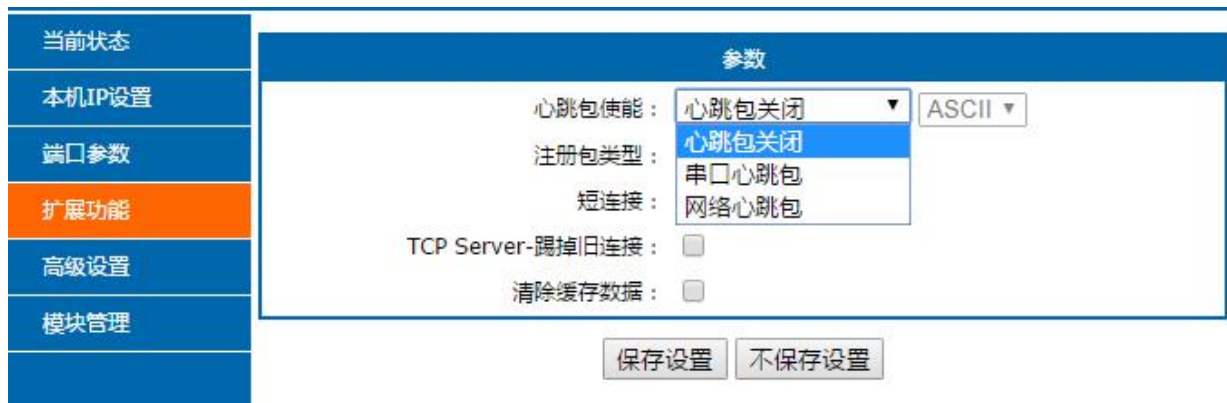 当前状态
本机IP设置
端口参数
扩展功能
高级设置
模块管理
参数
心跳包使能： 心跳包关闭 ASCII
心跳包关闭
注册包类型：
串口心跳包
短连接： 网络心跳包
TCP Server-踢掉旧连接：
清除缓存数据：
保存设置 不保存设置